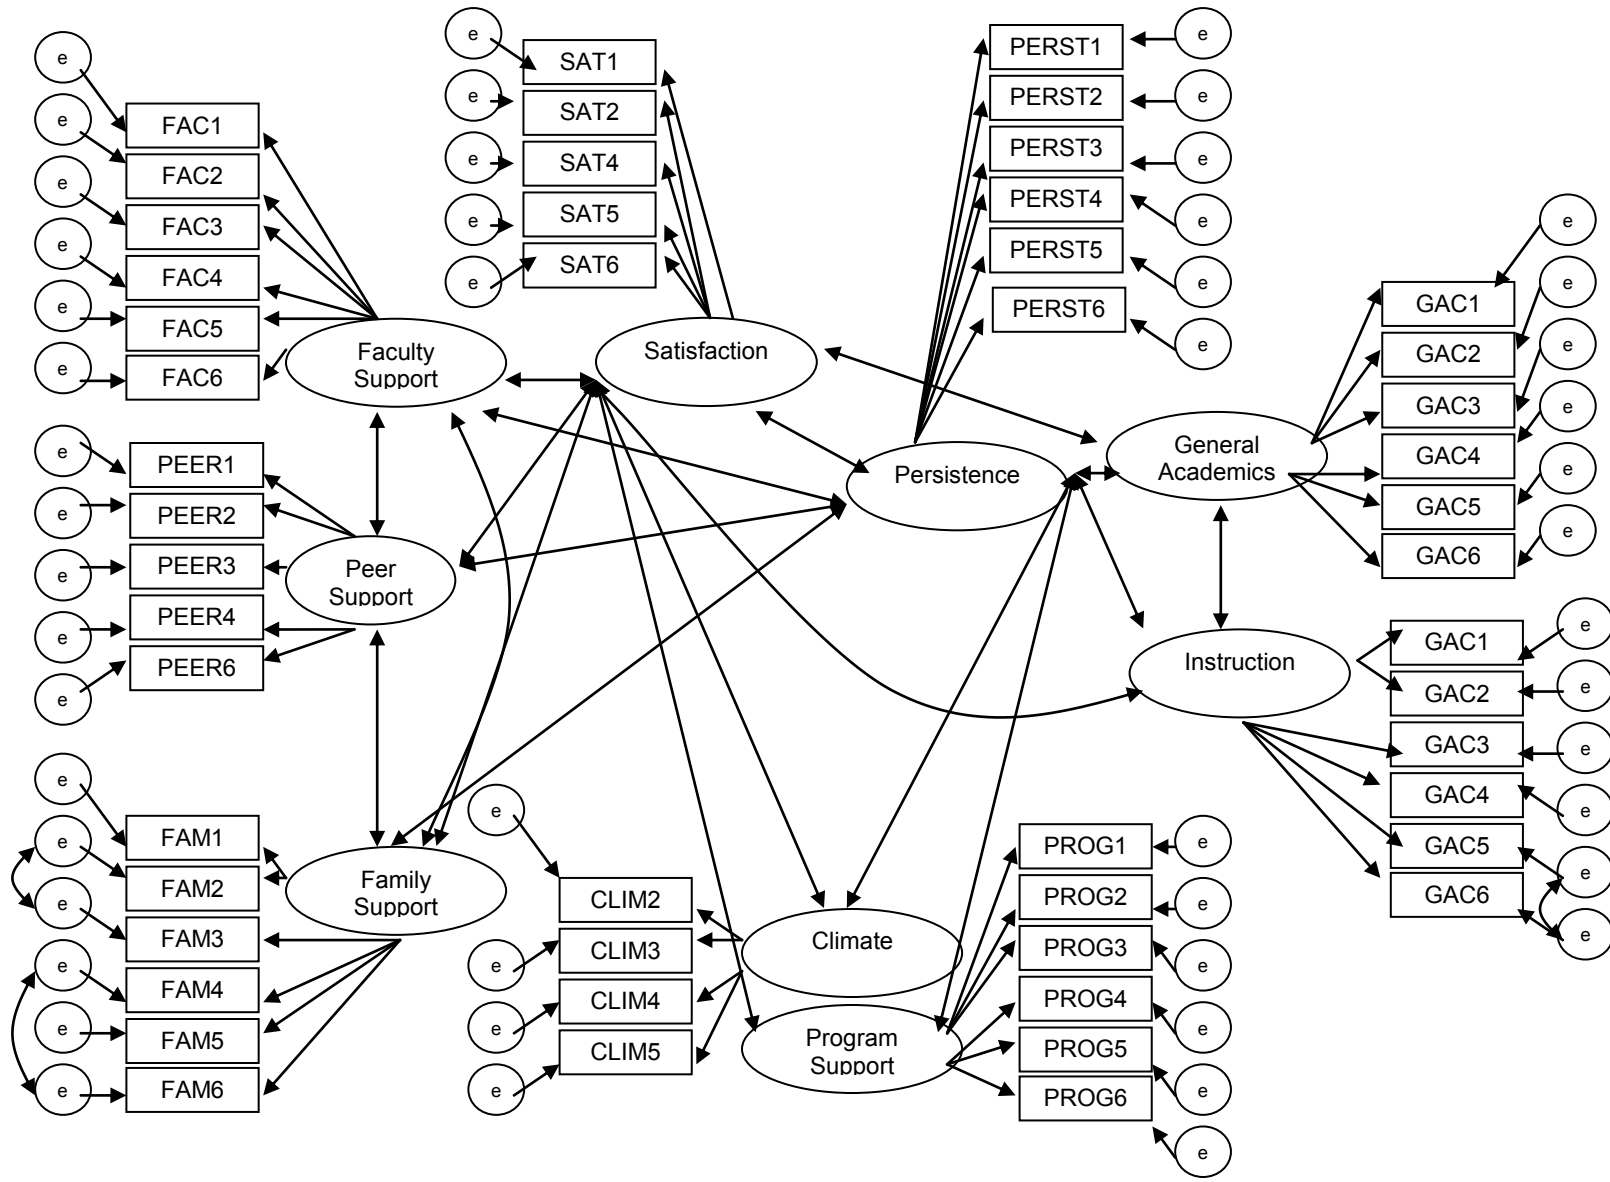 e
FAC1
e
FAC2
e
FAC3
e
FAC4
e
FAC5
e
FAC6
Faculty
Support
e
SAT1
e
SAT2
e
SAT4
e
SAT5
e
SAT6
Satisfaction
PERST1
e
PERST2
e
PERST3
e
PERST4
e
PERST5
e
PERST6
e
Persistence
General
Academics
e
GAC1
e
GAC2
e
GAC3
e
GAC4
e
GAC5
e
GAC6
e
PEER1
e
PEER2
e
PEER3
e
PEER4
e
PEER6
Peer
Support
Instruction
GAC1
e
GAC2
e
GAC3
e
GAC4
e
GAC5
e
GAC6
e
e
FAM1
e
FAM2
e
FAM3
e
FAM4
e
FAM5
e
FAM6
Family
Support
e
CLIM2
e
CLIM3
e
CLIM4
e
CLIM5
Climate
Program
Support
PROG1
e
PROG2
e
PROG3
e
PROG4
e
PROG5
e
PROG6
e